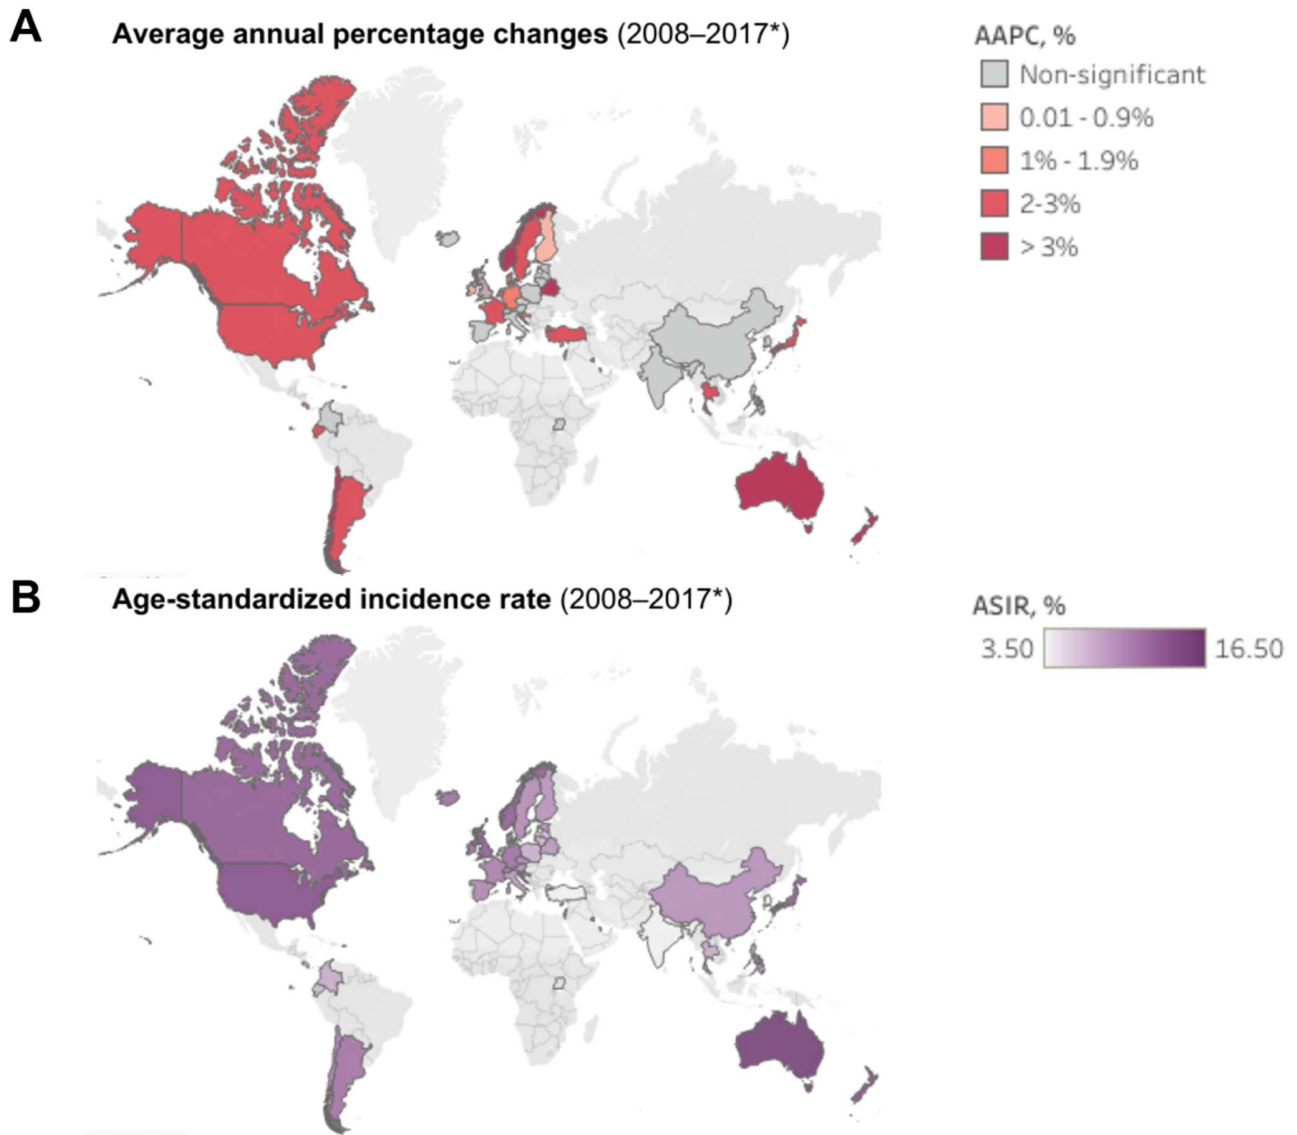 A
Average annual percentage changes (2008–2017*)
AAPC, %
Non-significant
0.01 - 0.9%
1% - 1.9%
2-3%
> 3%
B
Age-standardized incidence rate (2008–2017*)
ASIR, %
3.50
16.50